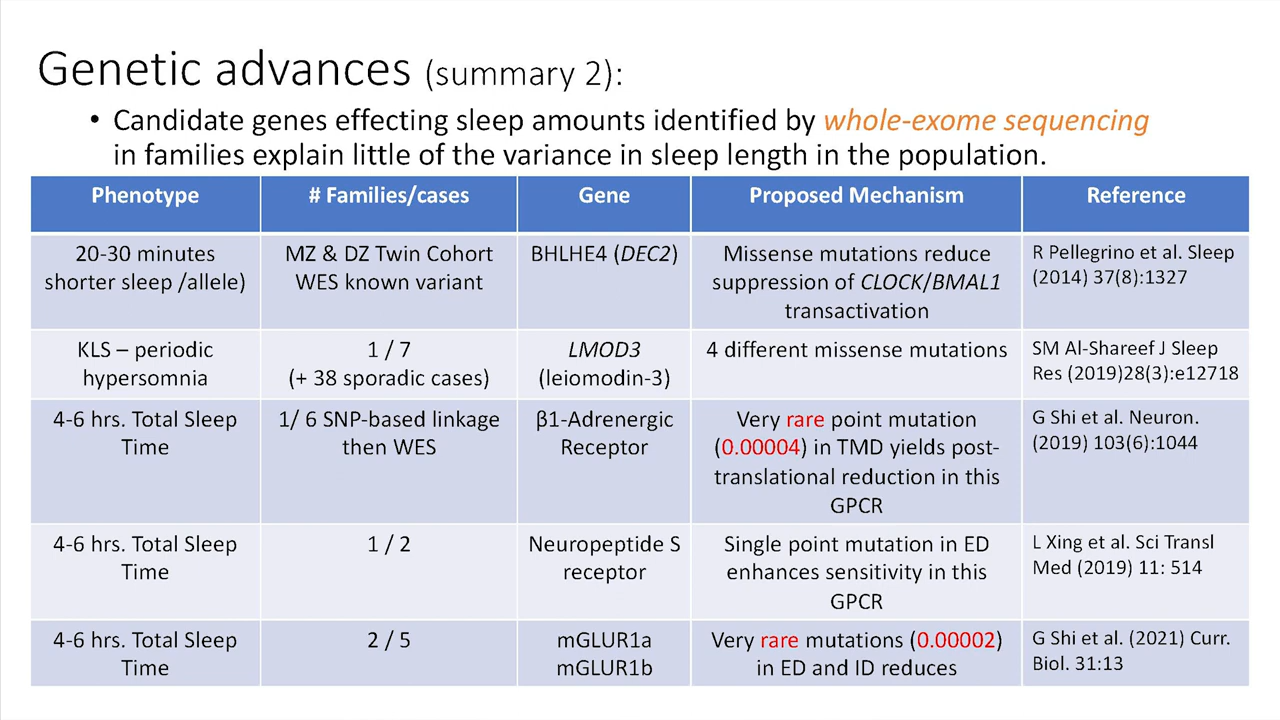 Genetic advances (summary 2):
• Candidate genes effecting sleep amounts identified by whole-exome sequencing
in families explain little of the variance in sleep length in the population.
Phenotype # Families/cases Gene Proposed Mechanism Reference
20-30 minutes
shorter sleep /allele)
MZ & DZ Twin Cohort
WES known variant
BHLHE4 (DEC2)
Missense mutations reduce
suppression of CLOCK/BMAL1
transactivation
R Pellegrino et al. Sleep
(2014) 37(8):1327
KLS – periodic
hypersomnia
1 / 7
(+ 38 sporadic cases)
LMOD3
(leiomodin-3)
4 different missense mutations
SM Al-Shareef J Sleep
Res (2019)28(3):e12718
4-6 hrs. Total Sleep
Time
1/ 6 SNP-based linkage
then WES
β1-Adrenergic
Receptor
Very rare point mutation
(0.00004) in TMD yields post-
translational reduction in this
GPCR
G Shi et al. Neuron.
(2019) 103(6):1044
4-6 hrs. Total Sleep
Time
1 / 2
Neuropeptide S
receptor
Single point mutation in ED
enhances sensitivity in this
GPCR
L Xing et al. Sci Transl
Med (2019) 11: 514
4-6 hrs. Total Sleep
Time
2 / 5
mGLUR1a
mGLUR1b
Very rare mutations (0.00002)
in ED and ID reduces
G Shi et al. (2021) Curr.
Biol. 31:13